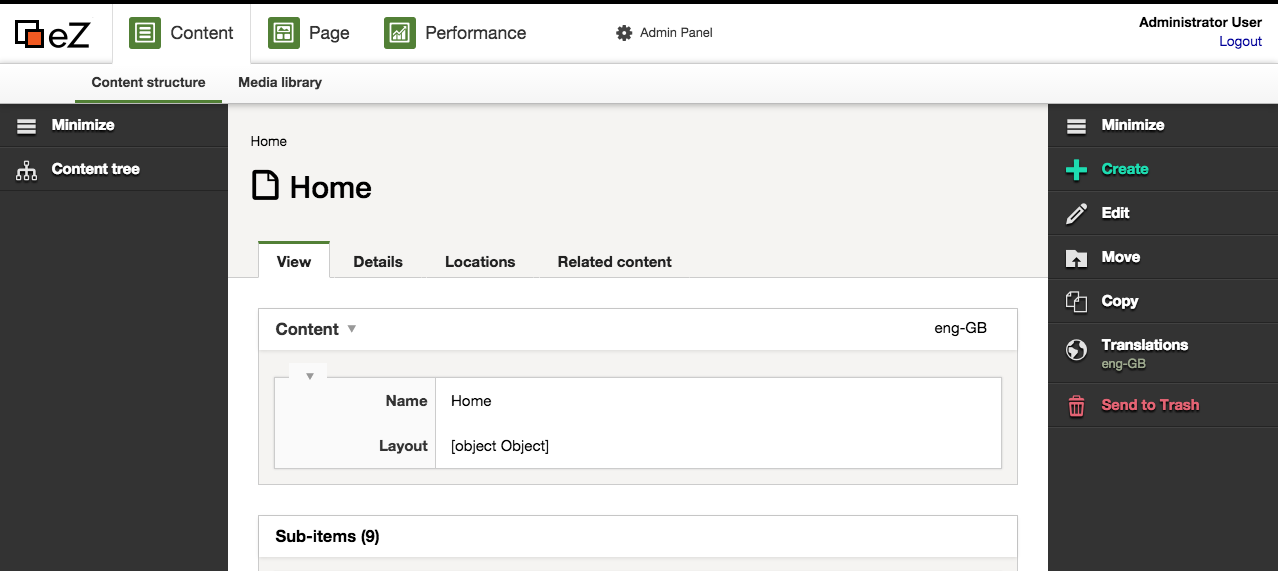 eZ
Content
Page
Performance
Admin Panel
Administrator User
Logout
Content structure
Media library
Minimize
Content tree
Home
Home
View
Details
Locations
Related content
Content
eng-GB
Name
Home
Layout
[object Object]
Sub-items (9)
Minimize
Create
Edit
Move
Copy
Translations
eng-GB
Send to Trash